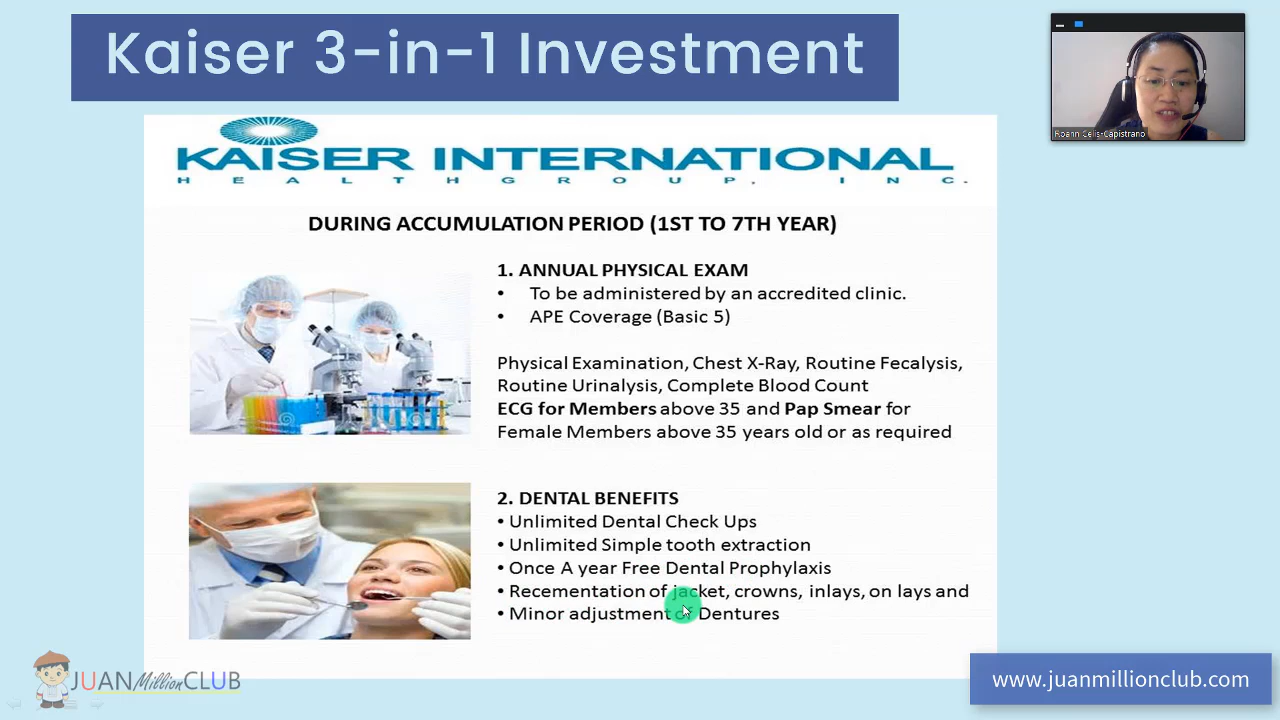 Kaiser 3-in-1 Investment
Roann Celis-Capistrano
KAISER INTERNATIONAL
HEALTHGROUP, INC.
DURING ACCUMULATION PERIOD (1ST TO 7TH YEAR)
1. ANNUAL PHYSICAL EXAM
• To be administered by an accredited clinic.
• APE Coverage (Basic 5)
Physical Examination, Chest X-Ray, Routine Fecalysis,
Routine Urinalysis, Complete Blood Count
ECG for Members above 35 and Pap Smear for
Female Members above 35 years old or as required
2. DENTAL BENEFITS
• Unlimited Dental Check Ups
• Unlimited Simple tooth extraction
• Once A year Free Dental Prophylaxis
• Recementation of jacket, crowns, inlays, on lays and
• Minor adjustment of Dentures
JUAN Million CLUB
www.juanmillionclub.com